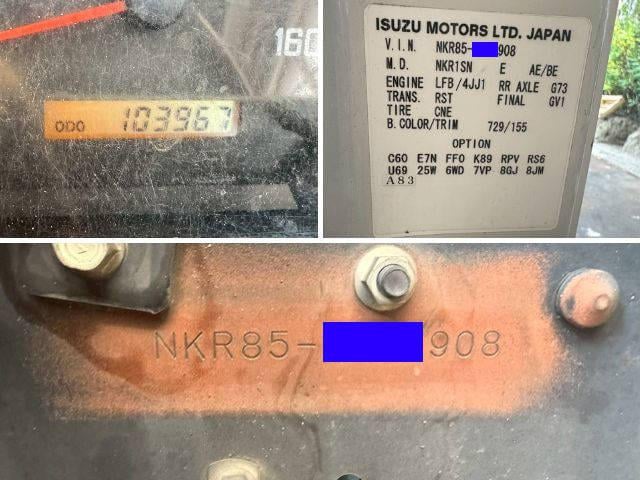 160
ODO 103967
ISUZU MOTORS LTD. JAPAN
V.I.N. NKR85- 908
M.D. NKR1SN E AE/BE
ENGINE LFB/4JJ1 RR AXLE G73
TRANS. RST FINAL GV1
TIRE CNE
B.COLOR/TRIM 729/155
OPTION
C60 E7N FF0 K89 RPV RS6
U69 25W 6WD 7VP 8GJ 8JM
A83
NKR85- 908